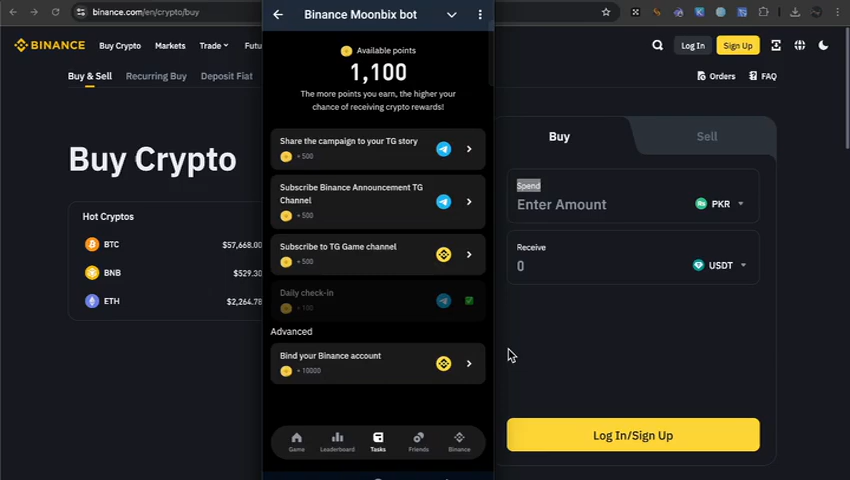 binance.com/en/crypto/buy
BINANCE
Buy Crypto
Markets
Trade
Futu
Log In
Sign Up
Buy & Sell
Recurring Buy
Deposit Fiat
Orders
FAQ
Buy Crypto
Hot Cryptos
BTC
$57,668.00
BNB
$529.30
ETH
$2,264.78
Binance Moonbix bot
Available points
1,100
The more points you earn, the higher your
chance of receiving crypto rewards!
Share the campaign to your TG story
+ 500
Subscribe Binance Announcement TG
Channel
+ 500
Subscribe to TG Game channel
+ 500
Daily check-in
+ 100
Advanced
Bind your Binance account
+ 10000
Game
Leaderboard
Tasks
Friends
Binance
Buy
Sell
Spend
Enter Amount
PKR
Receive
0
USDT
Log In/Sign Up